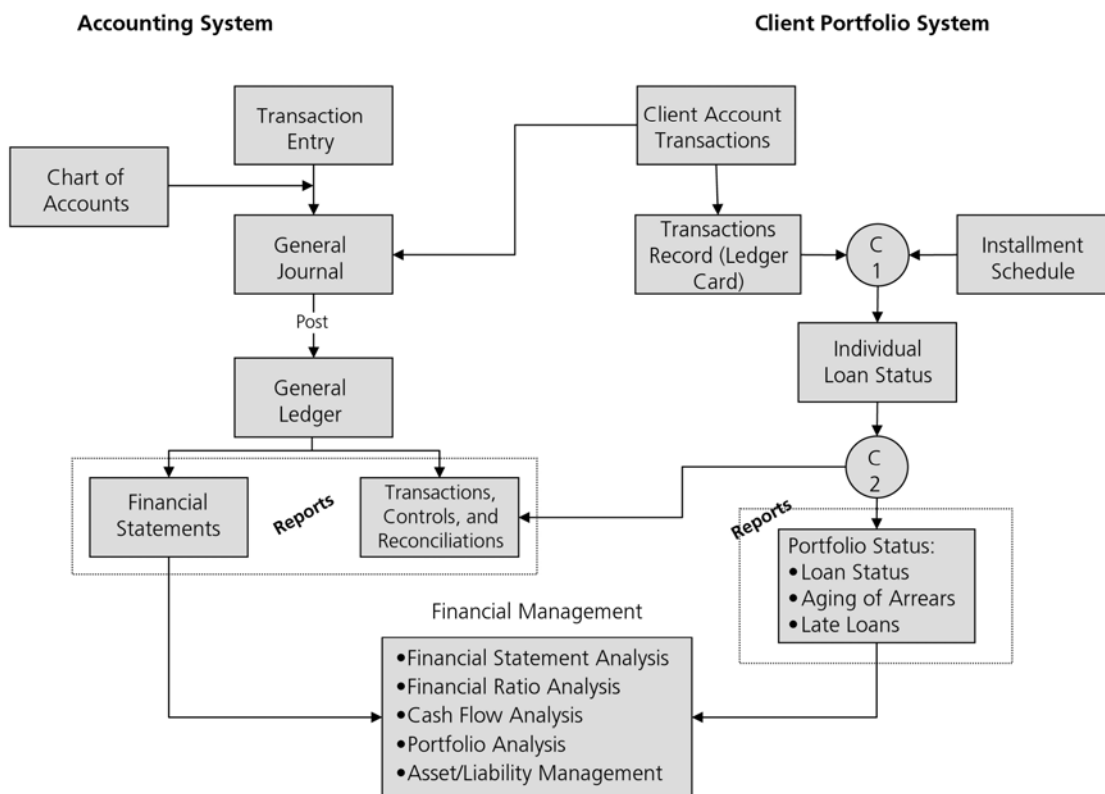 Accounting System
Client Portfolio System
Transaction
Entry
Client Account
Transactions
Chart of
Accounts
General
Journal
Transactions
Record (Ledger
Card)
C
1
Installment
Schedule
Post
Individual
Loan Status
General
Ledger
C
2
Financial
Statements
Reports
Transactions,
Controls, and
Reconciliations
Reports
Portfolio Status:
•Loan Status
•Aging of Arrears
•Late Loans
Financial Management
•Financial Statement Analysis
•Financial Ratio Analysis
•Cash Flow Analysis
•Portfolio Analysis
•Asset/Liability Management